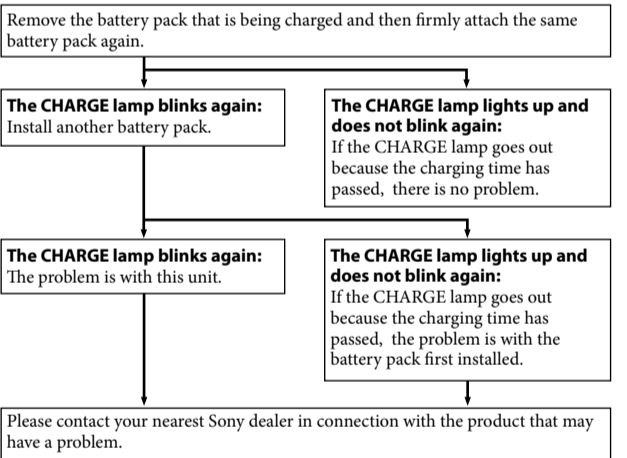 Remove the battery pack that is being charged and then firmly attach the same
battery pack again.
The CHARGE lamp blinks again:
Install another battery pack.
The CHARGE lamp lights up and
does not blink again:
If the CHARGE lamp goes out
because the charging time has
passed, there is no problem.
The CHARGE lamp blinks again:
The problem is with this unit.
The CHARGE lamp lights up and
does not blink again:
If the CHARGE lamp goes out
because the charging time has
passed, the problem is with the
battery pack first installed.
Please contact your nearest Sony dealer in connection with the product that may
have a problem.